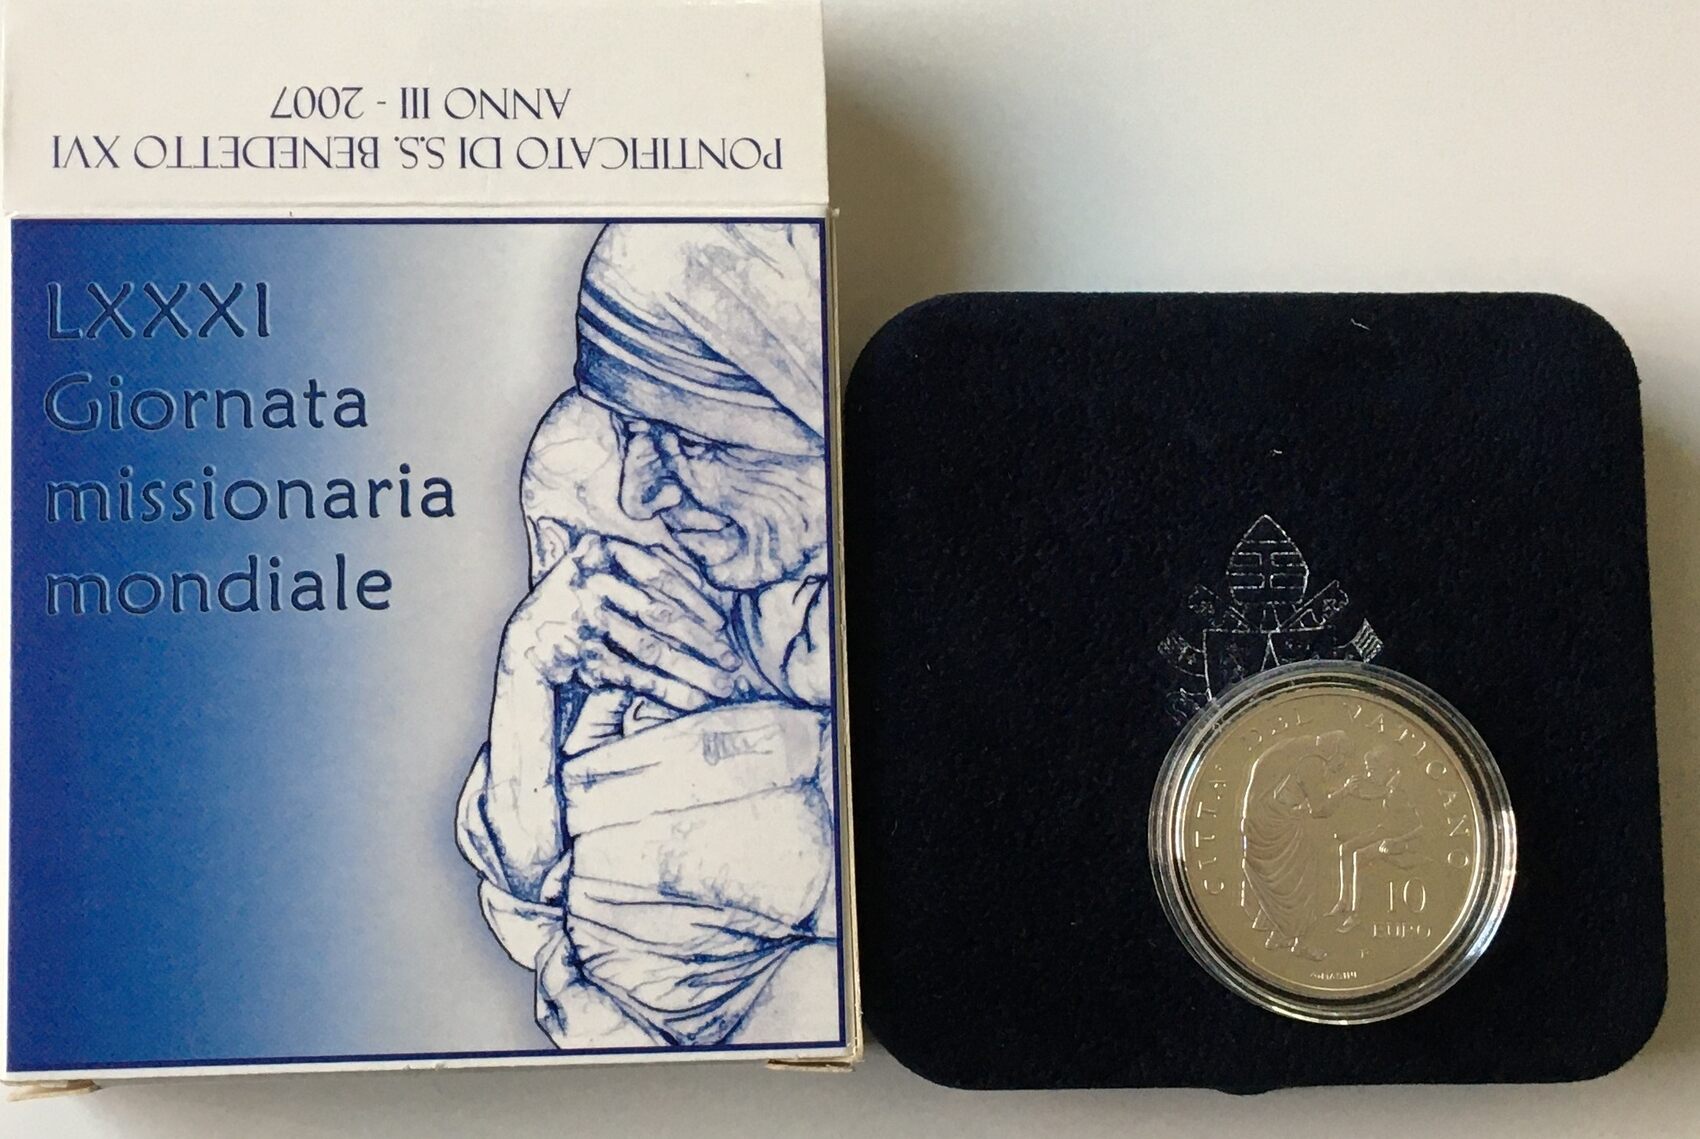 PONTIFICATO DI S.S. BENEDETTO XVI
ANNO III - 2007
LXXXI
Giornata
missionaria
mondiale
CITTA' DEL VATICANO
10
EURO
R